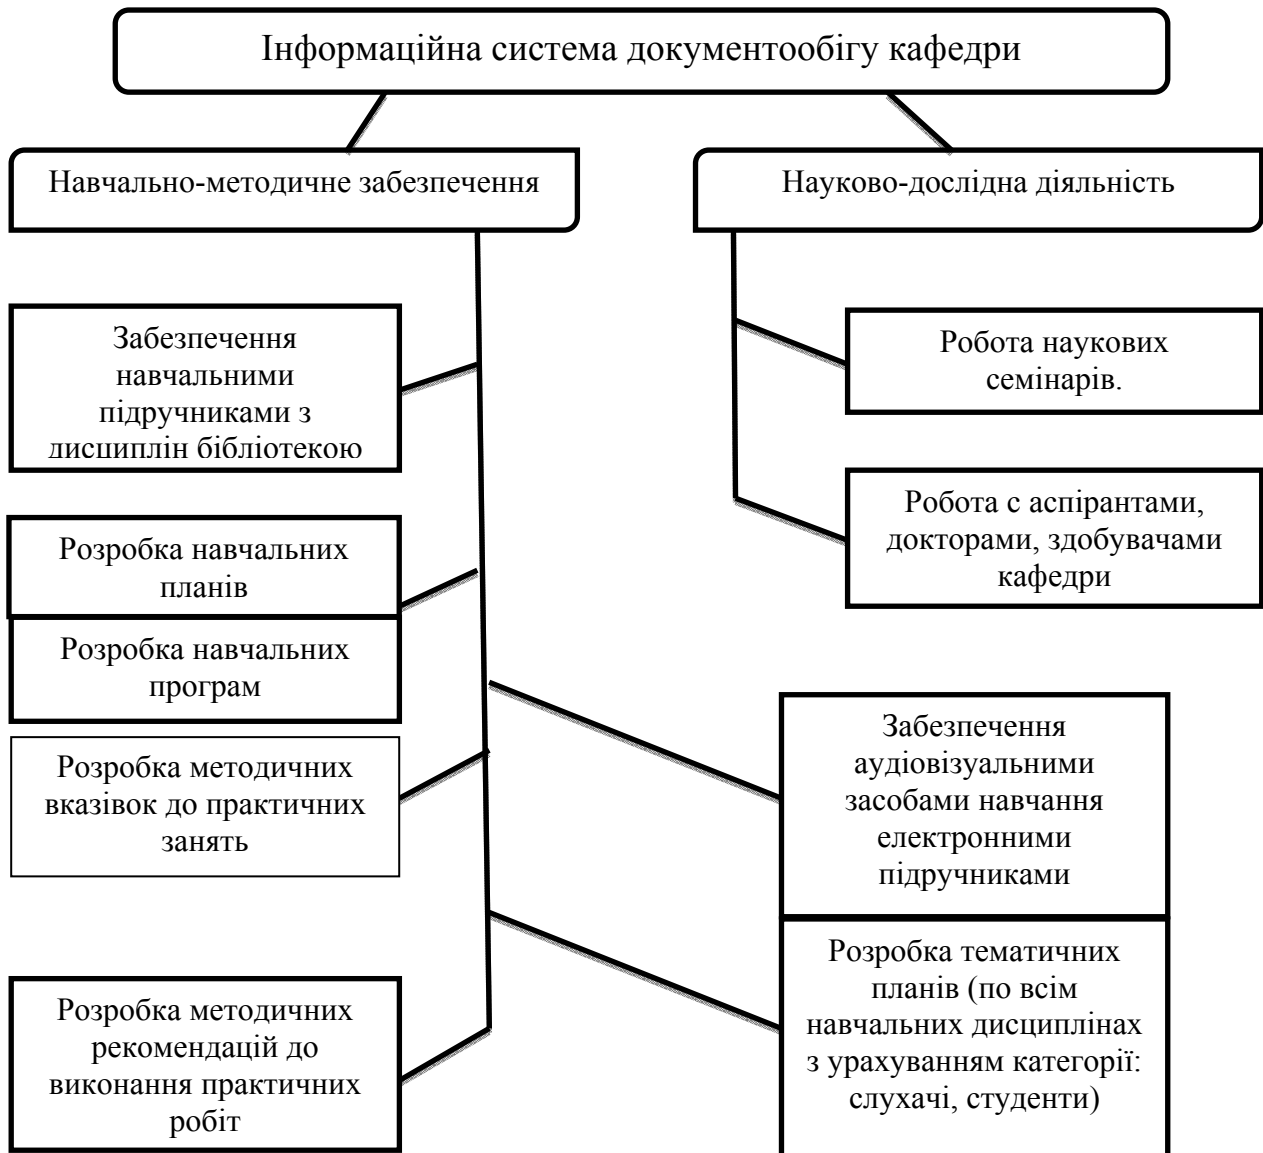 Інформаційна система документообігу кафедри
Навчально-методичне забезпечення
Науково-дослідна діяльність
Забезпечення
навчальними
підручниками з
дисциплін бібліотекою
Робота наукових
семінарів.
Робота с аспірантами,
докторами, здобувачами
кафедри
Розробка навчальних
планів
Розробка навчальних
програм
Розробка методичних
вказівок до практичних
занять
Розробка методичних
рекомендацій до
виконання практичних
робіт
Забезпечення
аудіовізуальними
засобами навчання
електронними
підручниками
Розробка тематичних
планів (по всім
навчальних дисциплінах
з урахуванням категорії:
слухачі, студенти)